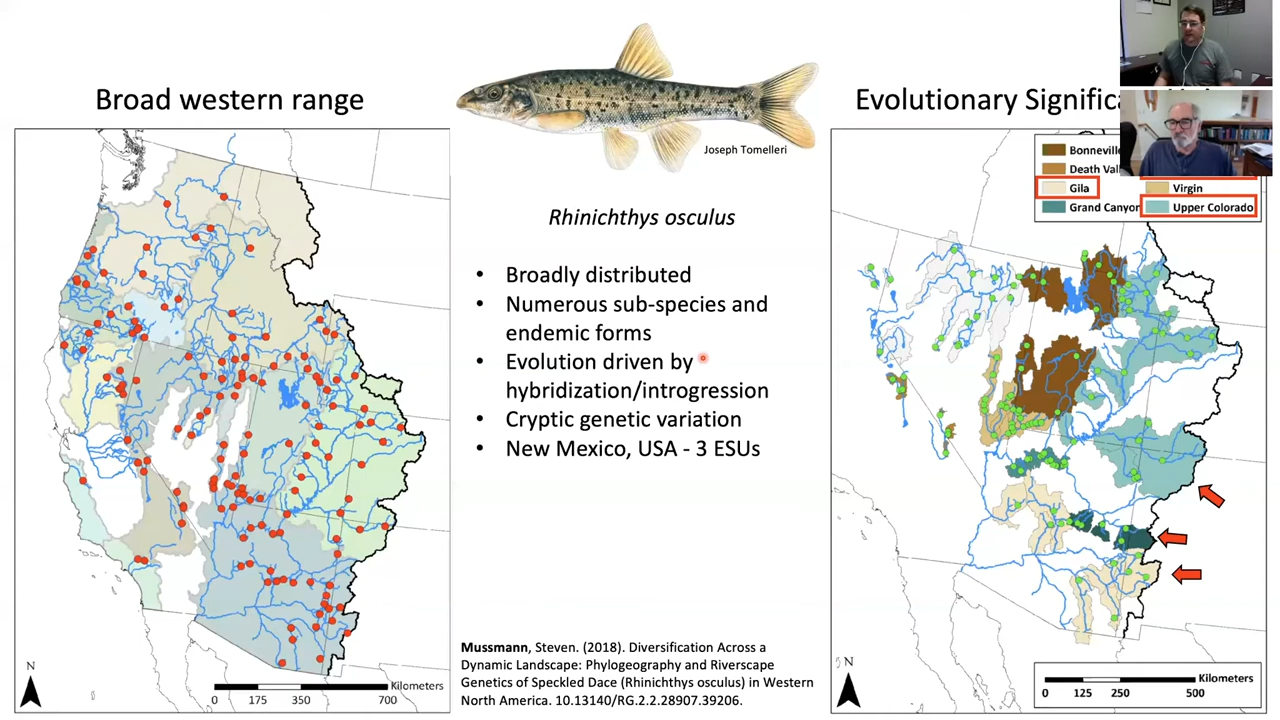 Broad western range
N
Kilometers
0 175 350 700
Joseph Tomelleri
Rhinichthys osculus
• Broadly distributed
• Numerous sub-species and
endemic forms
• Evolution driven by
hybridization/introgression
• Cryptic genetic variation
• New Mexico, USA - 3 ESUs
Mussmann, Steven. (2018). Diversification Across a
Dynamic Landscape: Phylogeography and Riverscape
Genetics of Speckled Dace (Rhinichthys osculus) in Western
North America. 10.13140/RG.2.2.28907.39206.
Evolutionary Significa
Bonneville
Death Val
Gila
Grand Canyon
Virgin
Upper Colorado
N
Kilometers
0 125 250 500